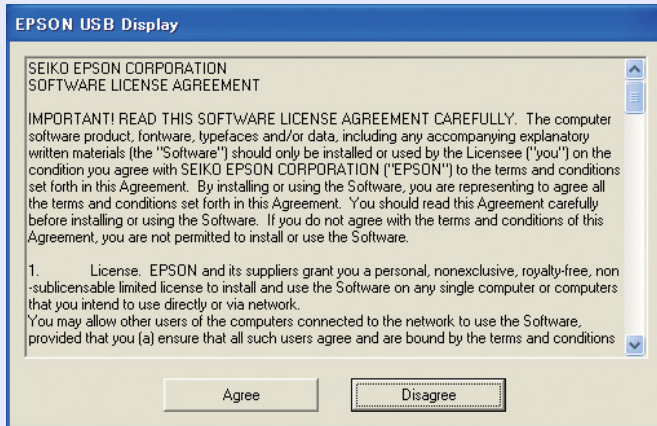 EPSON USB Display
SEIKO EPSON CORPORATION
SOFTWARE LICENSE AGREEMENT
IMPORTANT! READ THIS SOFTWARE LICENSE AGREEMENT CAREFULLY. The computer
software product, fontware, typefaces and/or data, including any accompanying explanatory
written materials (the "Software") should only be installed or used by the Licensee ("you") on the
condition you agree with SEIKO EPSON CORPORATION ("EPSON") to the terms and conditions
set forth in this Agreement. By installing or using the Software, you are representing to agree all
the terms and conditions set forth in this Agreement. You should read this Agreement carefully
before installing or using the Software. If you do not agree with the terms and conditions of this
Agreement, you are not permitted to install or use the Software.
1. License. EPSON and its suppliers grant you a personal, nonexclusive, royalty-free, non
-sublicensable limited license to install and use the Software on any single computer or computers
that you intend to use directly or via network.
You may allow other users of the computers connected to the network to use the Software,
provided that you (a) ensure that all such users agree and are bound by the terms and conditions
Agree
Disagree